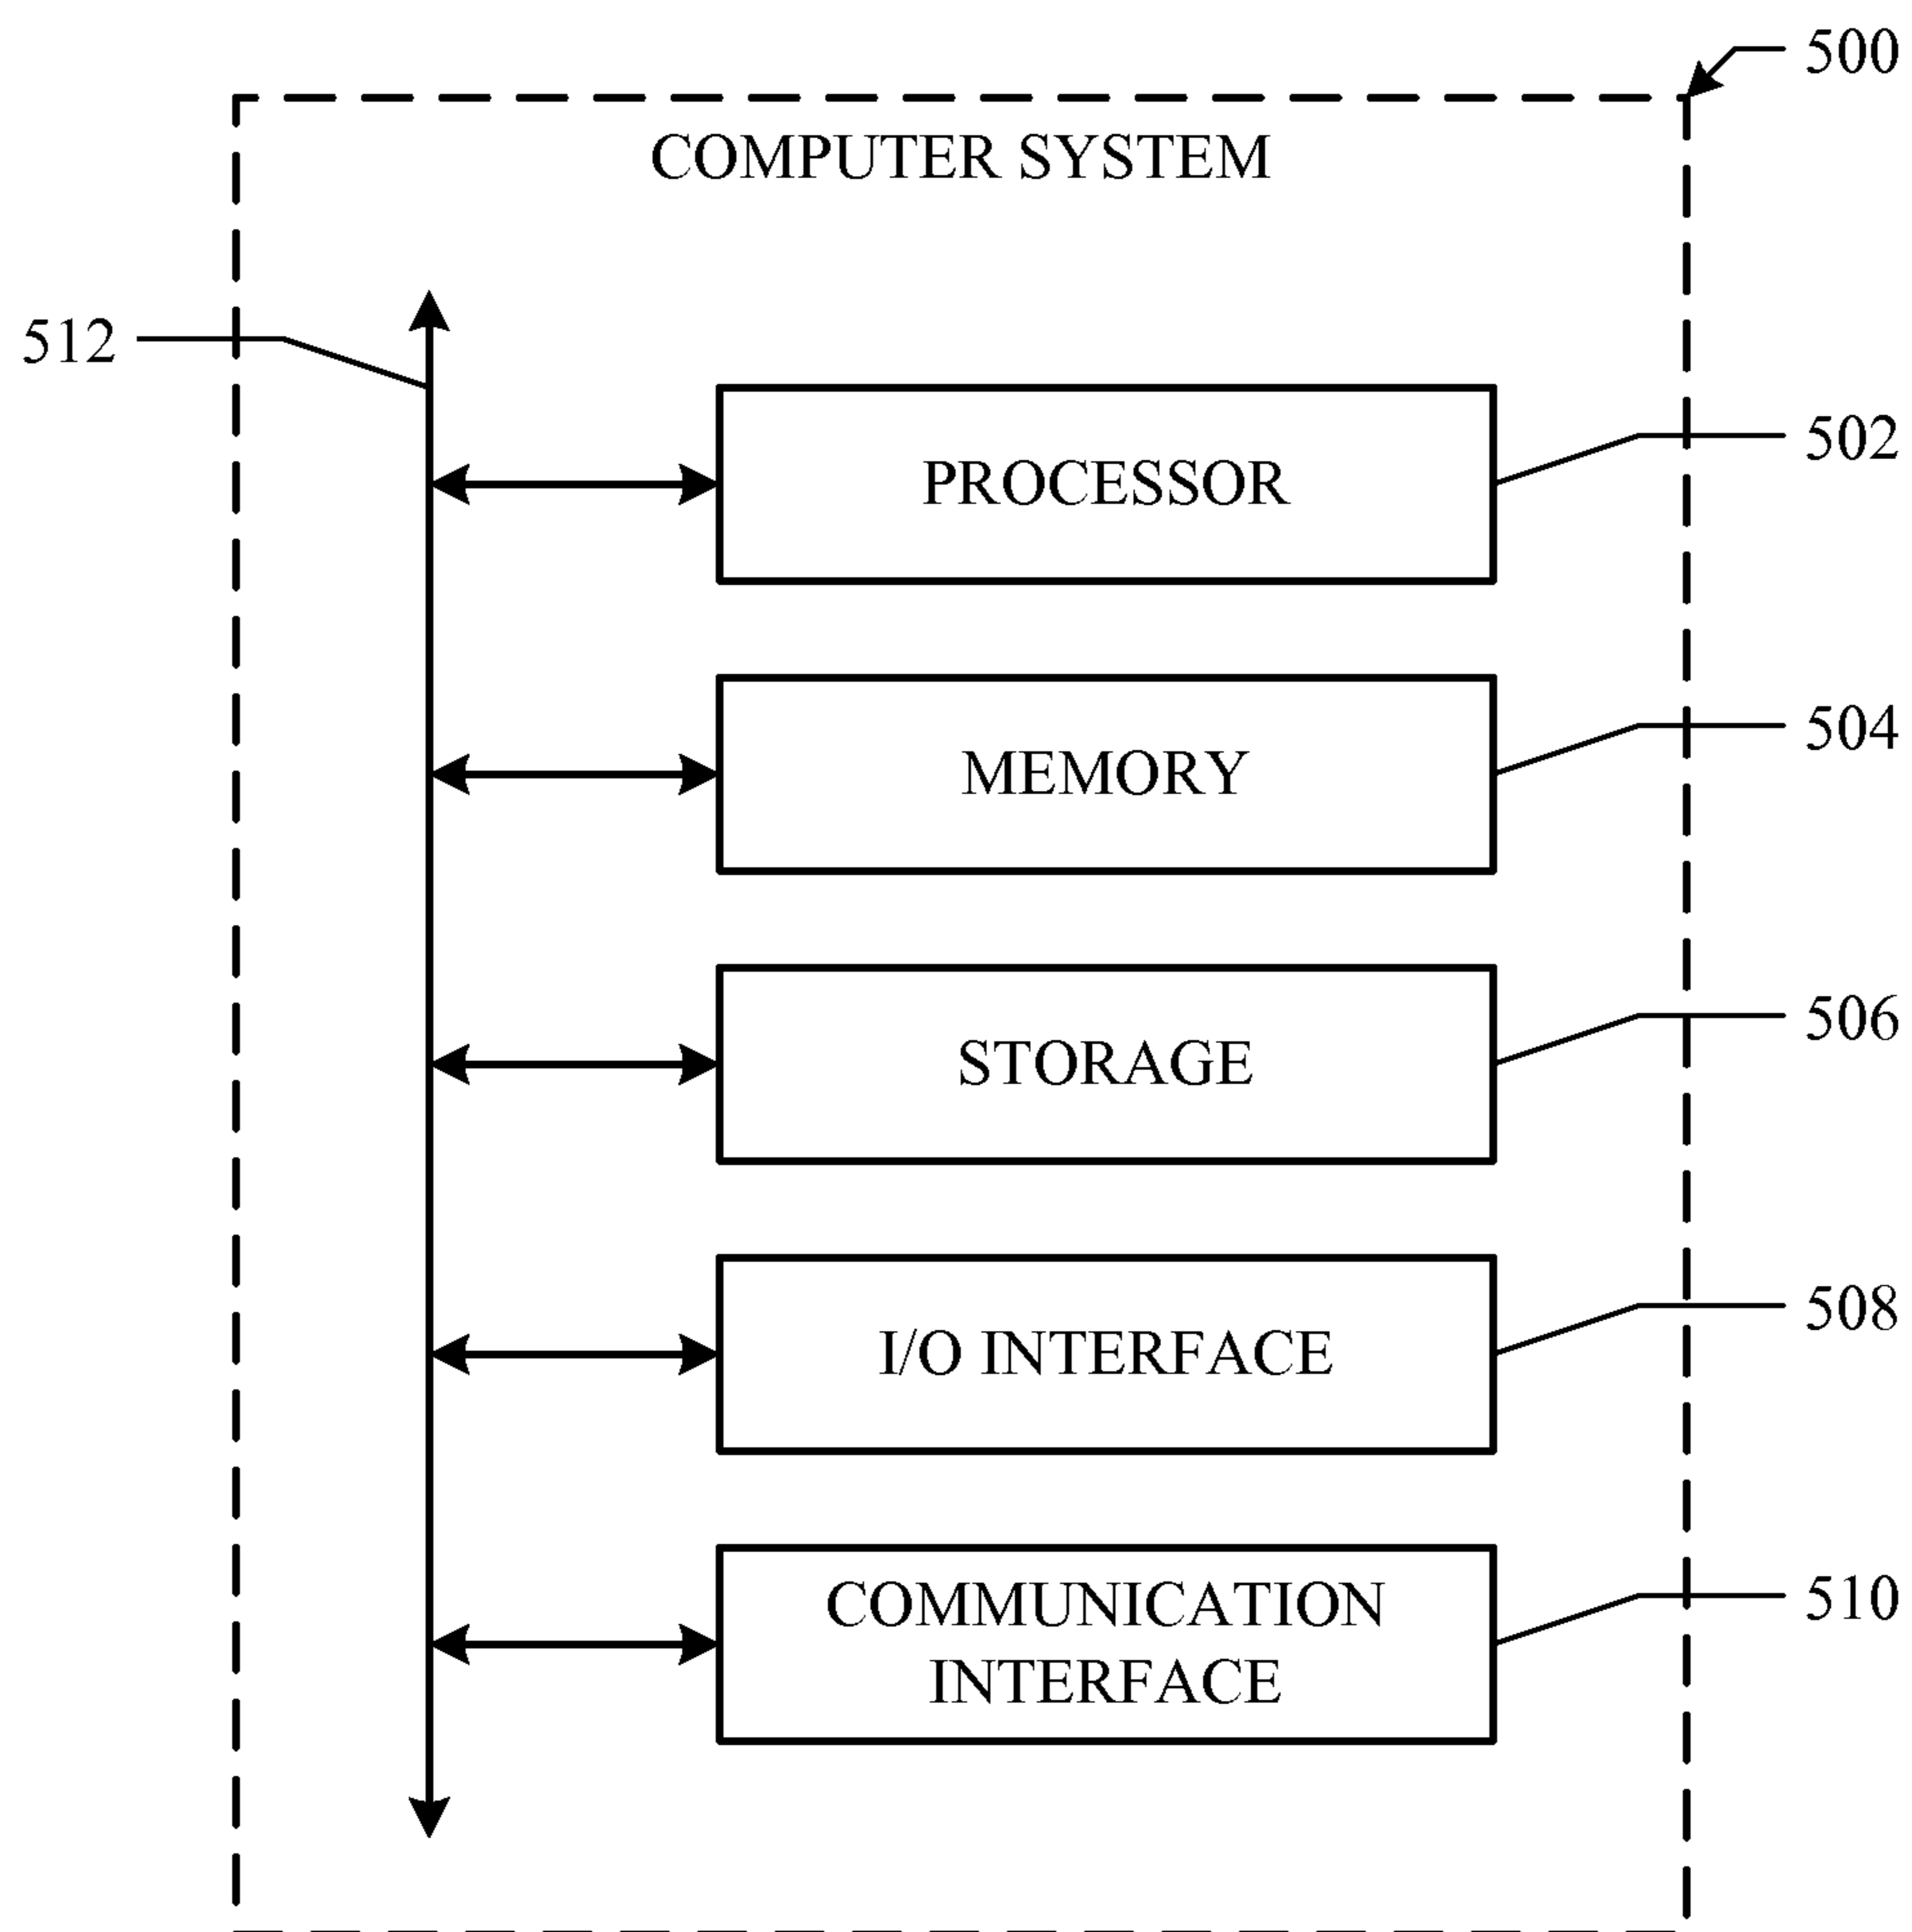 500
COMPUTER SYSTEM
512
502
PROCESSOR
504
MEMORY
506
STORAGE
508
I/O INTERFACE
510
COMMUNICATION
INTERFACE